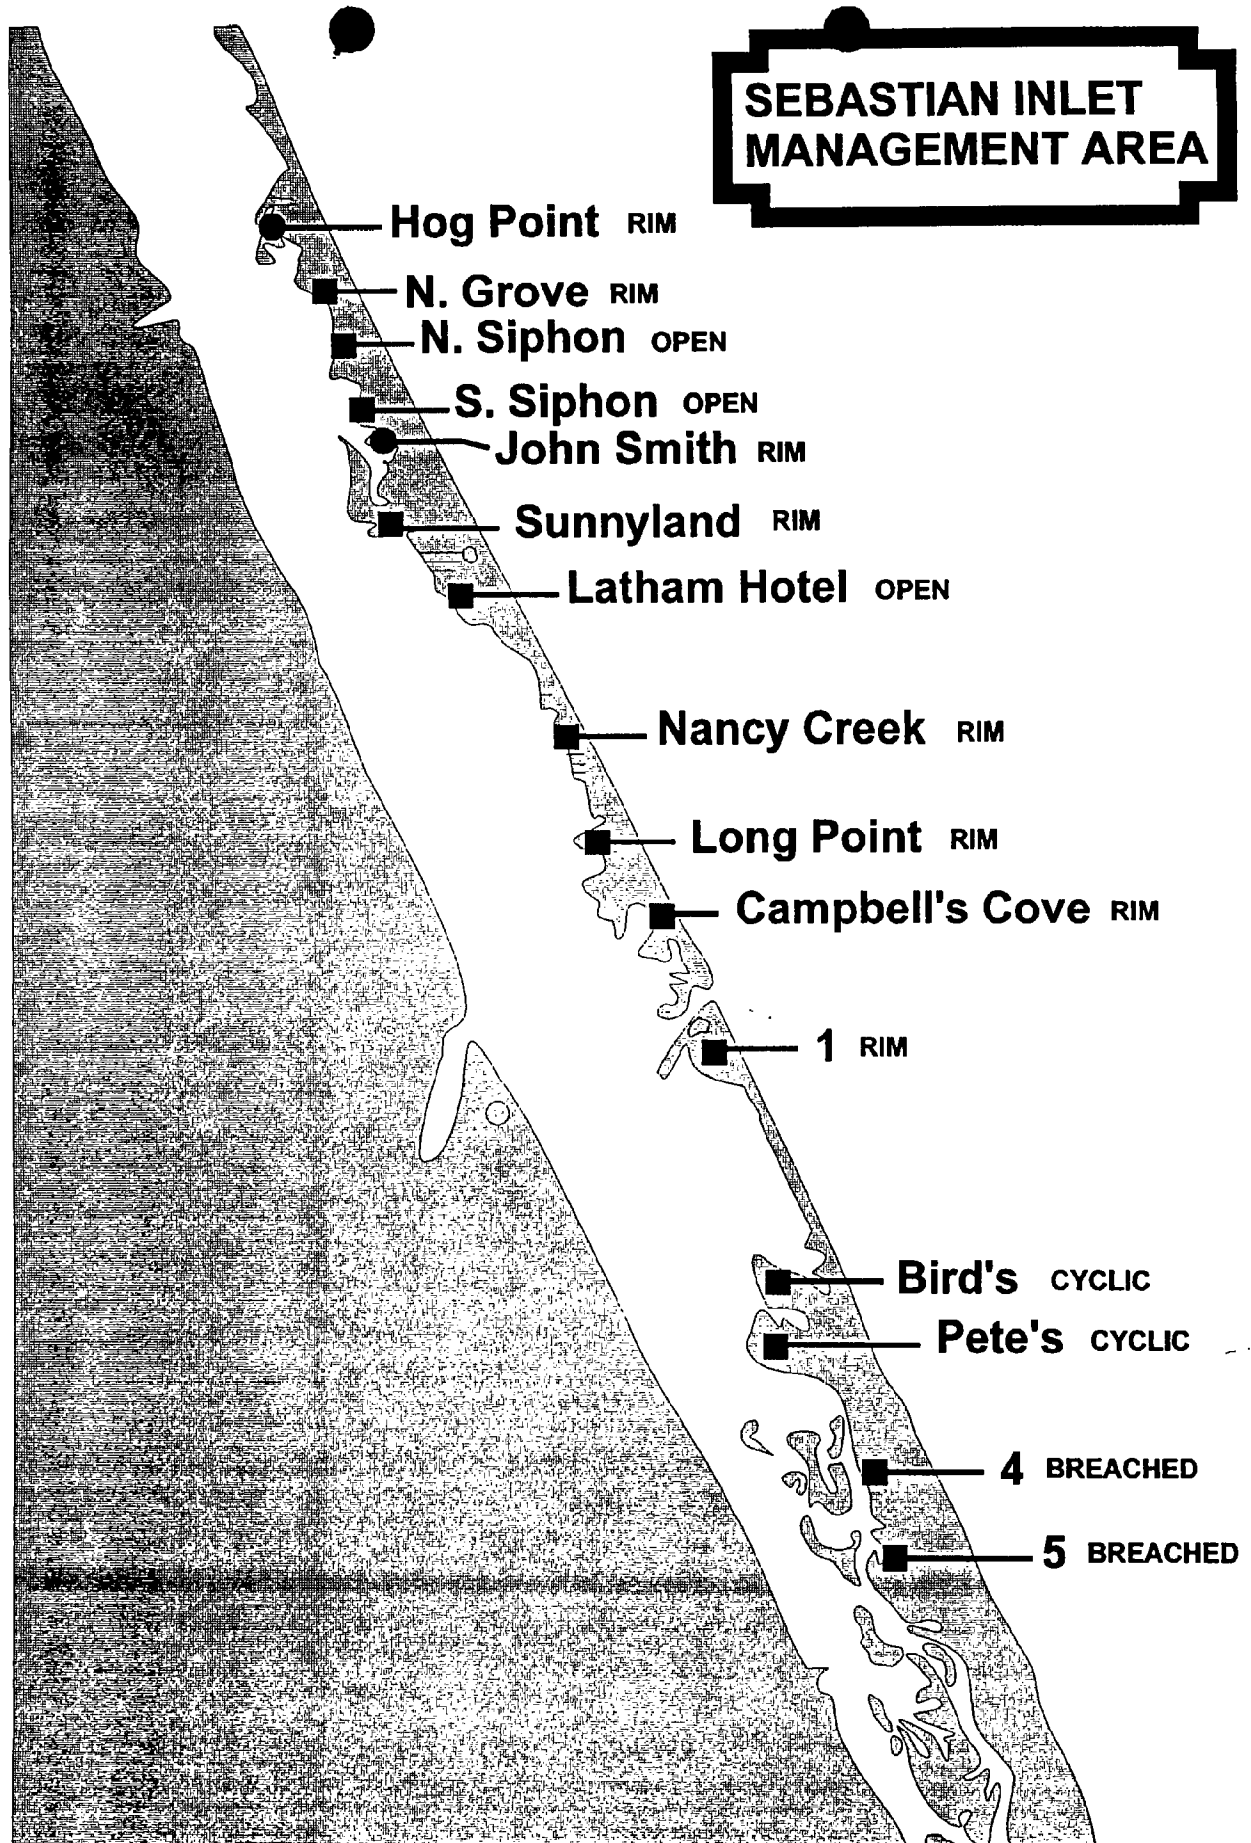 SEBASTIAN INLET
MANAGEMENT AREA
Hog Point RIM
N. Grove RIM
N. Siphon OPEN
S. Siphon OPEN
John Smith RIM
Sunnyland RIM
Latham Hotel OPEN
Nancy Creek RIM
Long Point RIM
Campbell's Cove RIM
1 RIM
Bird's CYCLIC
Pete's CYCLIC
4 BREACHED
5 BREACHED